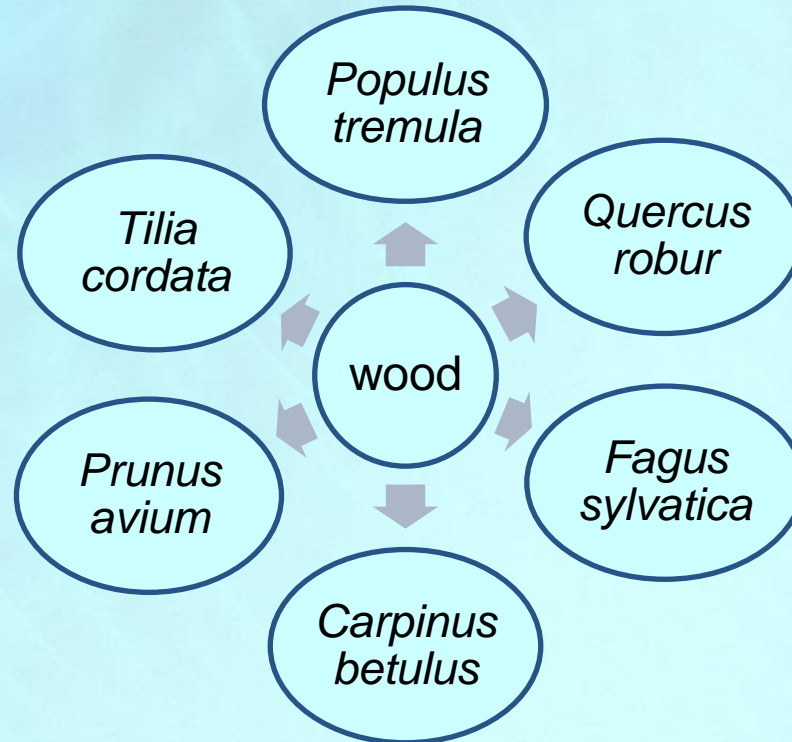 Populus
tremula
Quercus
robur
Tilia
cordata
wood
Fagus
sylvatica
Prunus
avium
Carpinus
betulus